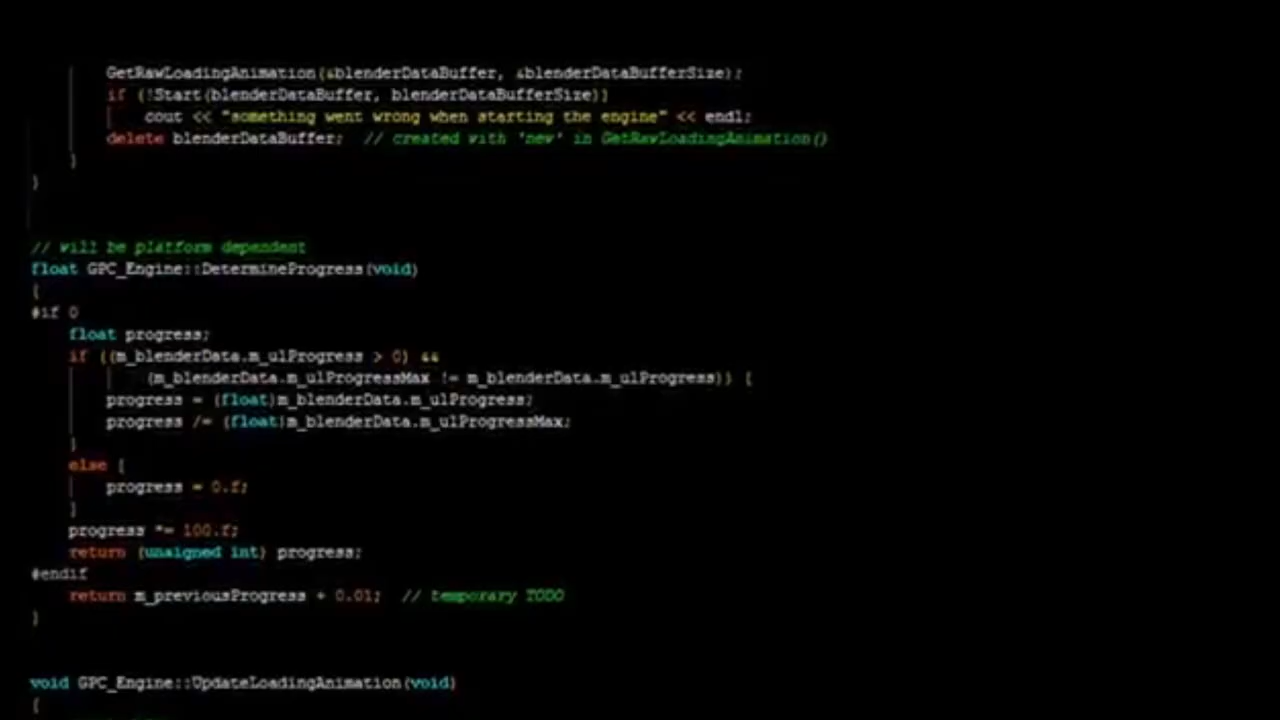 GetRawLoadingAnimation(&blenderDataBuffer, &blenderDataBufferSize);
if (!Start(blenderDataBuffer, blenderDataBufferSize))
cout << "something went wrong when starting the engine" << endl;
delete blenderDataBuffer;  // created with 'new' in GetRawLoadingAnimation()
}
}
// will be platform dependent
float GPC_Engine::DetermineProgress(void)
{
#if 0
float progress;
if ((m_blenderData.m_ulProgress > 0) &&
(m_blenderData.m_ulProgressMax != m_blenderData.m_ulProgress)) {
progress = (float)m_blenderData.m_ulProgress;
progress /= (float)m_blenderData.m_ulProgressMax;
}
else {
progress = 0.f;
}
progress *= 100.f;
return (unsigned int) progress;
#endif
return m_previousProgress + 0.01;  // temporary TODO
}
void GPC_Engine::UpdateLoadingAnimation(void)
{